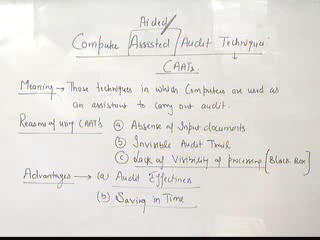 Aided
Computer Assisted Audit Techniques
CAATs.
Meaning → Those techniques in which Computers are used as
an assistant to carry out audit.
Reasons of using CAATs (a) Absense of Input documents
(b) Invisible Audit Trail
(c) Lack of Visibility of processing (Black Box)
Advantages → (a) Audit Effectines
(b) Saving in Time